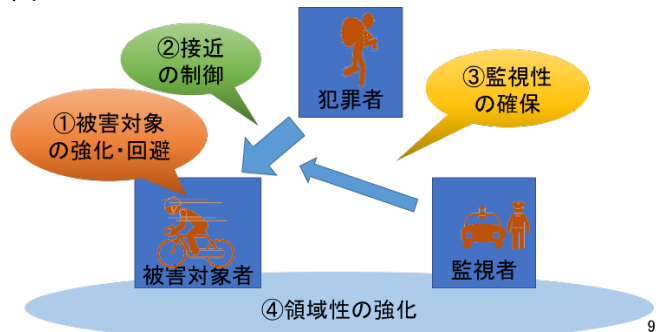 ②接近
の制御
犯罪者
③監視性
の確保
①被害対象
の強化・回避
被害対象者
監視者
④領域性の強化
9